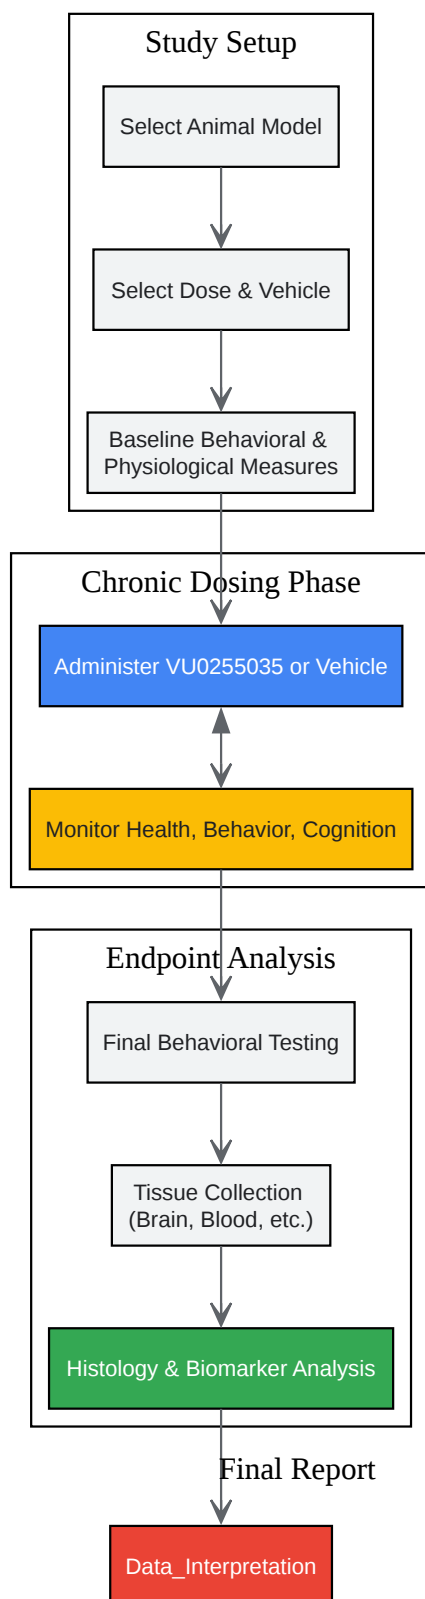 Study Setup
Select Animal Model
Select Dose & Vehicle
Baseline Behavioral &
Physiological Measures
Chronic Dosing Phase
Administer VU0255035 or Vehicle
Monitor Health, Behavior, Cognition
Endpoint Analysis
Final Behavioral Testing
Tissue Collection
(Brain, Blood, etc.)
Histology & Biomarker Analysis
Final Report
Data_Interpretation